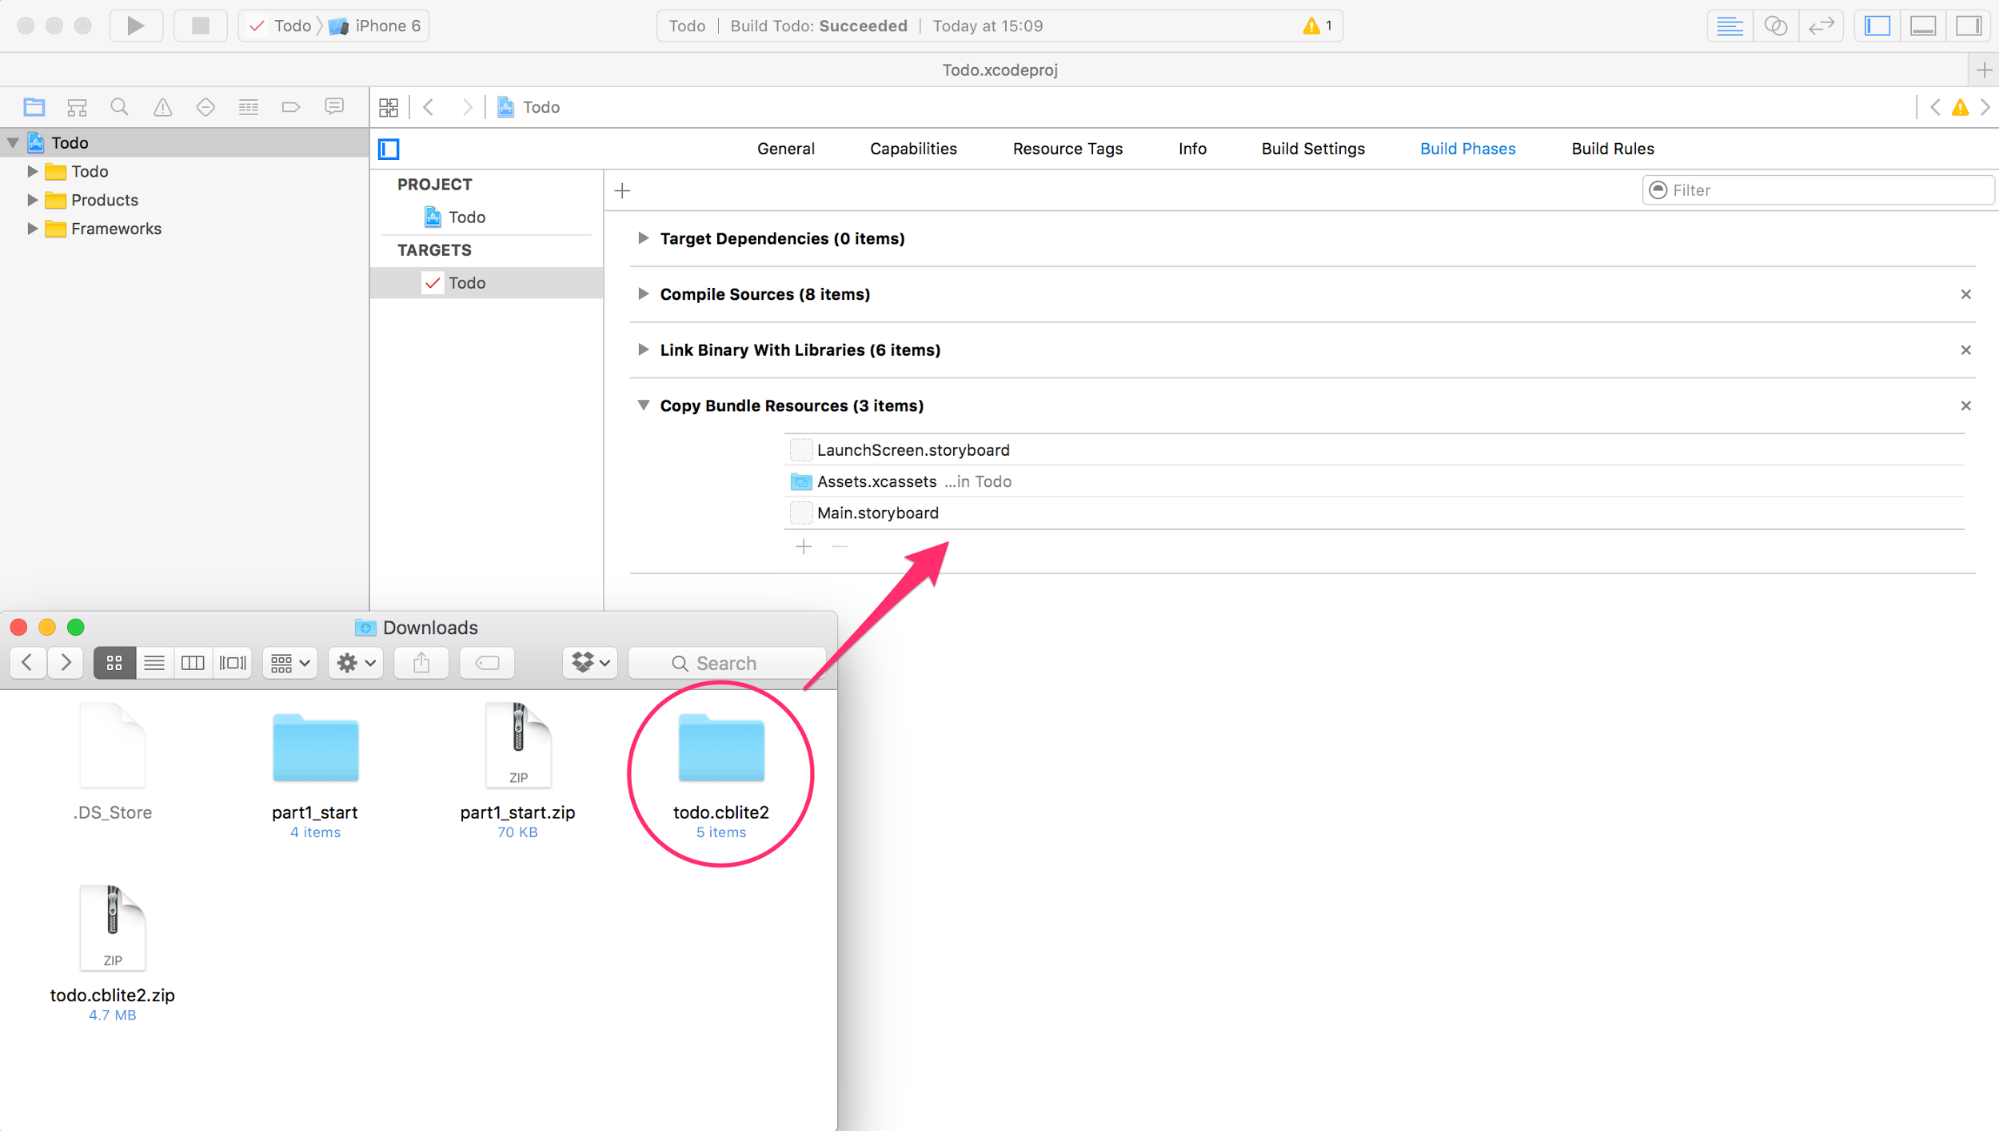 Todo iPhone 6
Todo | Build Todo: Succeeded | Today at 15:09 1
Todo.xcodeproj
Todo
Todo
Todo
Products
Frameworks
General Capabilities Resource Tags Info Build Settings Build Phases Build Rules
PROJECT
Todo
TARGETS
Todo
Filter
Target Dependencies (0 items)
Compile Sources (8 items)
Link Binary With Libraries (6 items)
Copy Bundle Resources (3 items)
LaunchScreen.storyboard
Assets.xcassets ...in Todo
Main.storyboard
Downloads
Search
ZIP
.DS_Store part1_start part1_start.zip todo.cblite2
4 items 70 KB 5 items
ZIP
todo.cblite2.zip
4.7 MB